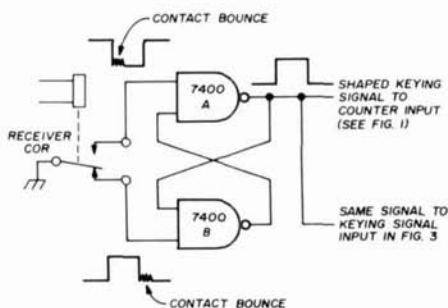 CONTACT BOUNCE
7400
A
SHAPED KEYING
SIGNAL TO
COUNTER INPUT
(SEE FIG. 1)
RECEIVER
COR
7400
B
SAME SIGNAL TO
KEYING SIGNAL
INPUT IN FIG. 3
CONTACT BOUNCE